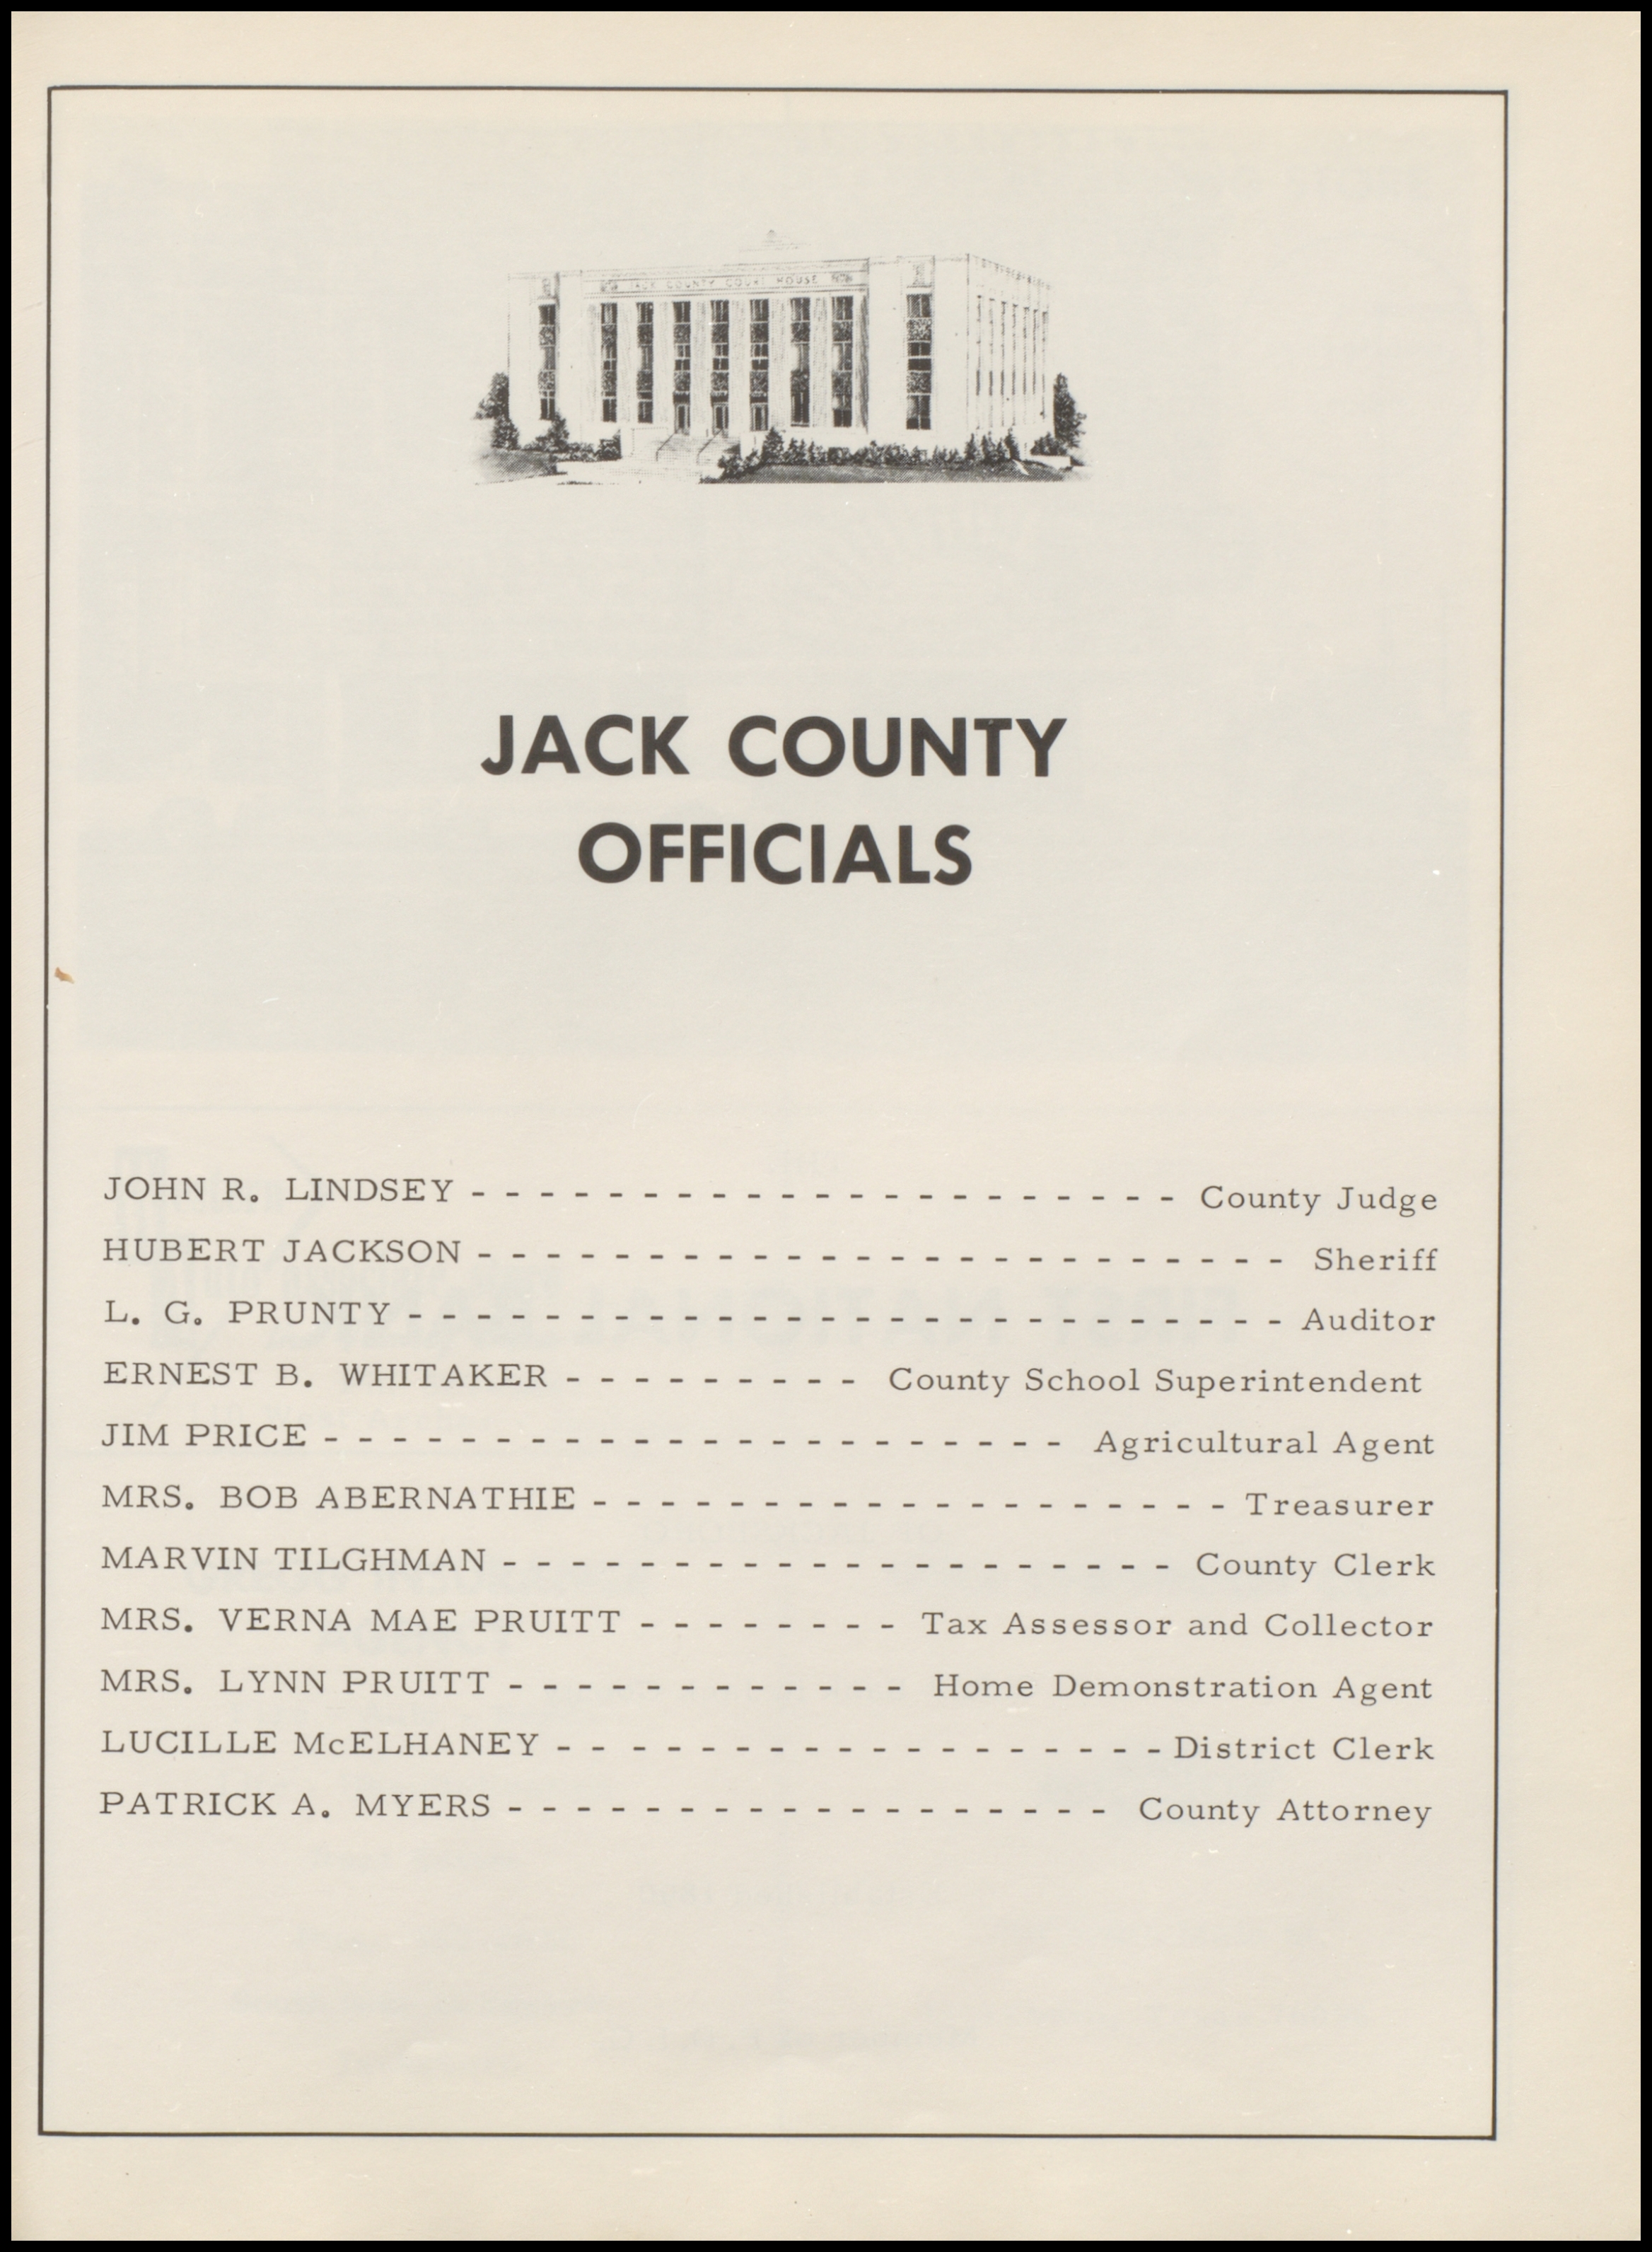 JACK COUNTY COURT HOUSE
JACK COUNTY
OFFICIALS
JOHN R. LINDSEY - - - - - - - - - - - - - - - - - - - - - County Judge
HUBERT JACKSON - - - - - - - - - - - - - - - - - - - - - - - - Sheriff
L. G. PRUNTY - - - - - - - - - - - - - - - - - - - - - - - - - - Auditor
ERNEST B. WHITAKER - - - - - - - - - County School Superintendent
JIM PRICE - - - - - - - - - - - - - - - - - - - - - - Agricultural Agent
MRS. BOB ABERNATHIE - - - - - - - - - - - - - - - - - - - Treasurer
MARVIN TILGHMAN - - - - - - - - - - - - - - - - - - - - County Clerk
MRS. VERNA MAE PRUITT - - - - - - - - Tax Assessor and Collector
MRS. LYNN PRUITT - - - - - - - - - - - - Home Demonstration Agent
LUCILLE McELHANEY - - - - - - - - - - - - - - - - - - District Clerk
PATRICK A. MYERS - - - - - - - - - - - - - - - - - - County Attorney